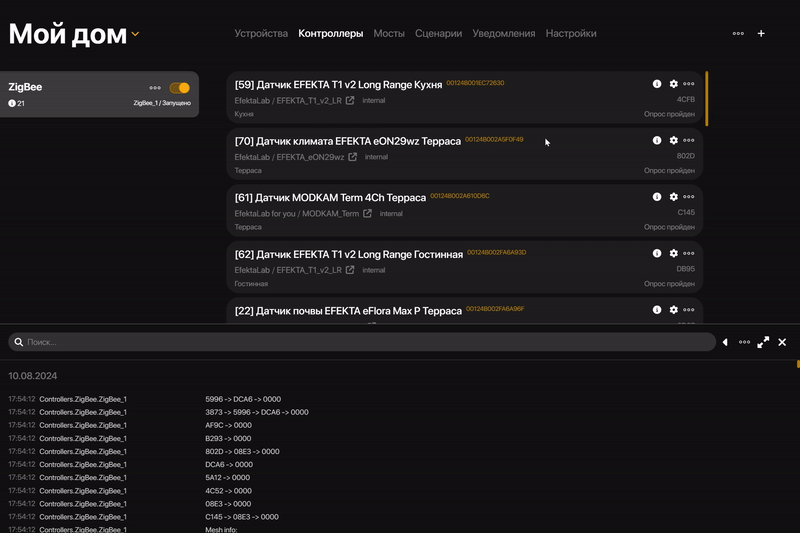 Мой дом
Устройства Контроллеры Мосты Сценарии Уведомления Настройки
ZigBee
21 ZigBee_1 / Запущено
[59] Датчик EFEKTA T1 v2 Long Range Кухня 00124B001EC72630
EfektaLab / EFEKTA_T1_v2_LR internal 4CFB
Кухня Опрос пройден
[70] Датчик климата EFEKTA eON29wz Терраса 00124B002A5F0F49
EfektaLab / EFEKTA_eON29wz internal 802D
Терраса Опрос пройден
[61] Датчик MODKAM Term 4Ch Терраса 00124B002A610D6C
EfektaLab for you / MODKAM_Term internal C145
Терраса Опрос пройден
[62] Датчик EFEKTA T1 v2 Long Range Гостинная 00124B002FA6A93D
EfektaLab / EFEKTA_T1_v2_LR internal DB95
Гостинная Опрос пройден
[22] Датчик почвы EFEKTA eFlora Max P Терраса 00124B002FA6A96F
Поиск...
10.08.2024
17:54:12 Controllers.ZigBee.ZigBee_1 5996 -> DCA6 -> 0000
17:54:12 Controllers.ZigBee.ZigBee_1 3873 -> 5996 -> DCA6 -> 0000
17:54:12 Controllers.ZigBee.ZigBee_1 AF9C -> 0000
17:54:12 Controllers.ZigBee.ZigBee_1 B293 -> 0000
17:54:12 Controllers.ZigBee.ZigBee_1 802D -> 08E3 -> 0000
17:54:12 Controllers.ZigBee.ZigBee_1 DCA6 -> 0000
17:54:12 Controllers.ZigBee.ZigBee_1 5A12 -> 0000
17:54:12 Controllers.ZigBee.ZigBee_1 4C52 -> 0000
17:54:12 Controllers.ZigBee.ZigBee_1 08E3 -> 0000
17:54:12 Controllers.ZigBee.ZigBee_1 C145 -> 08E3 -> 0000
17:54:12 Controllers.ZigBee.ZigBee_1 Mesh info: